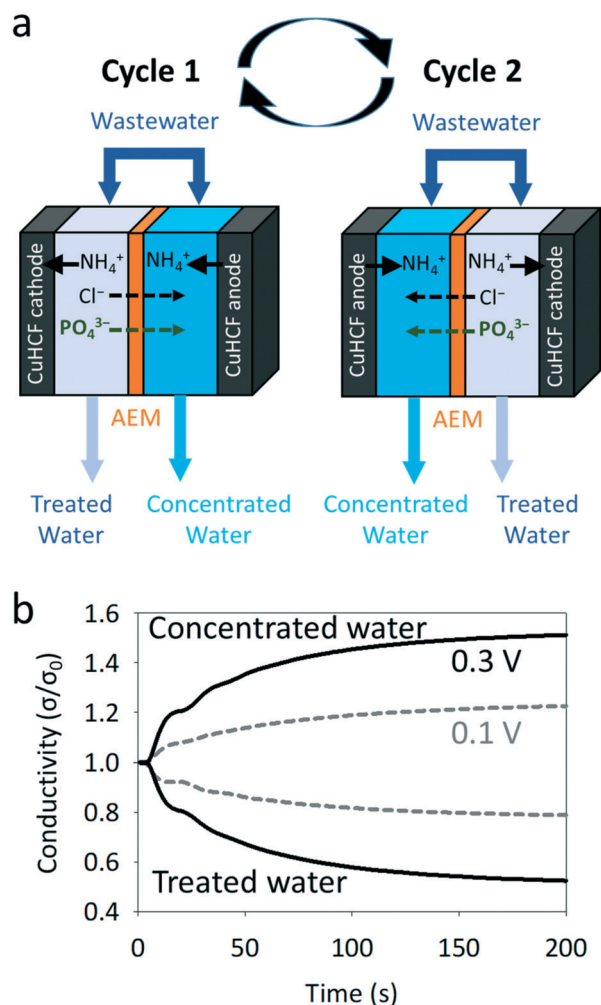 a
Cycle 1
Cycle 2
Wastewater
Wastewater
CuHCF cathode
NH₄⁺
NH₄⁺
Cl⁻
PO₄³⁻
CuHCF anode
CuHCF anode
NH₄⁺
NH₄⁺
Cl⁻
PO₄³⁻
CuHCF cathode
AEM
AEM
Treated
Water
Concentrated
Water
Concentrated
Water
Treated
Water
b
Conductivity (σ/σ₀)
1.6
1.4
1.2
1.0
0.8
0.6
0.4
Concentrated water
0.3 V
0.1 V
Treated water
0
50
100
150
200
Time (s)